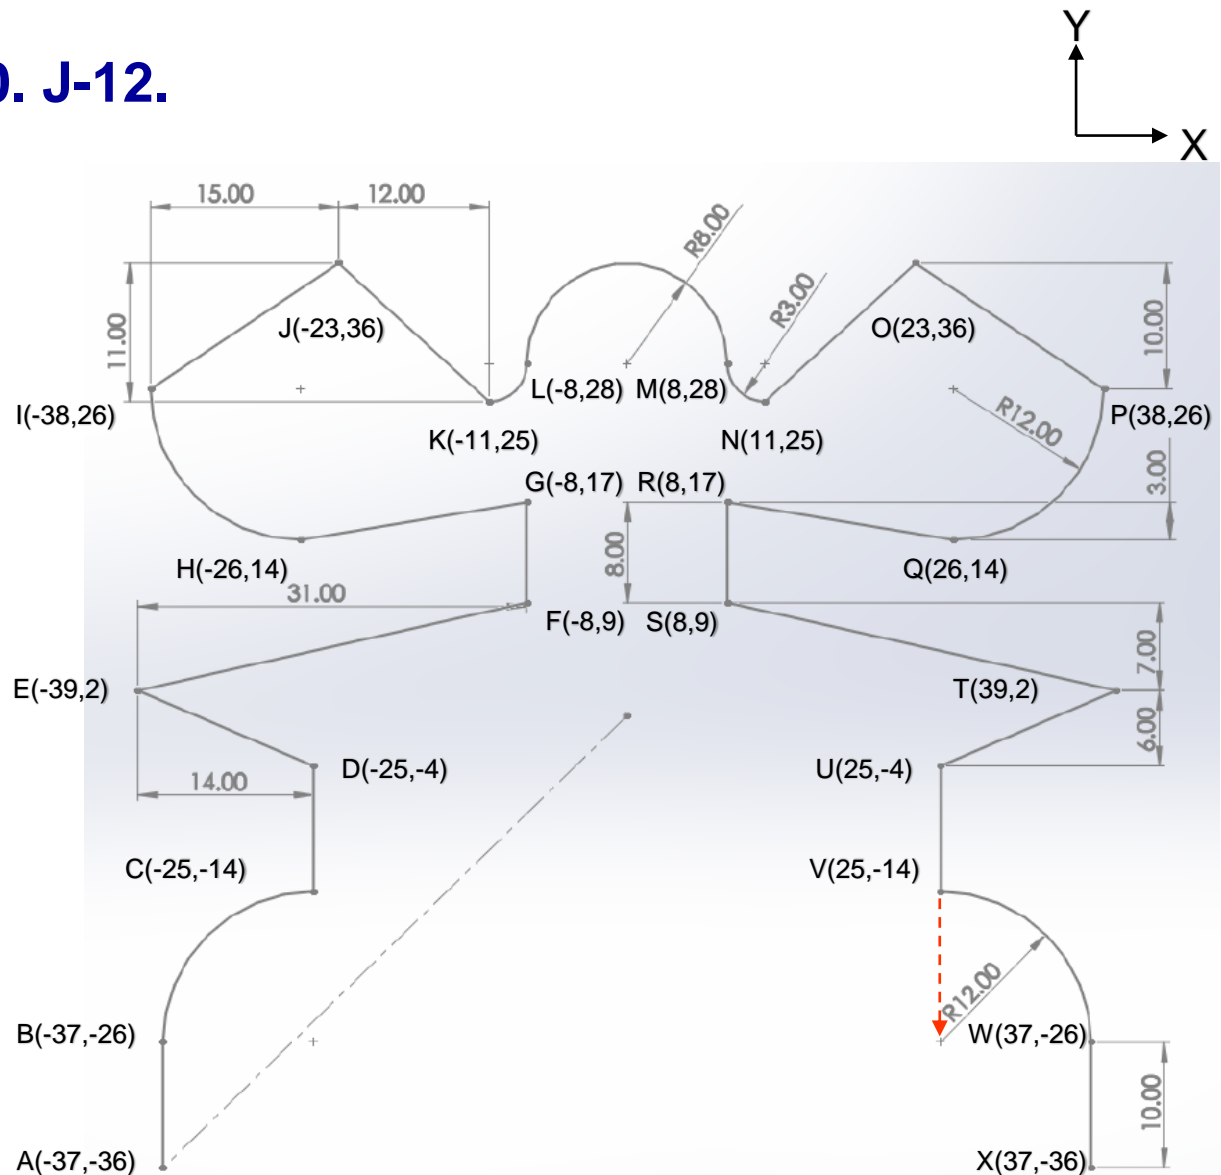 Y
0. J-12.
X
15.00
12.00
R8.00
R3.00
11.00
J(-23,36)
O(23,36)
10.00
L(-8,28)
M(8,28)
I(-38,26)
R12.00
P(38,26)
K(-11,25)
N(11,25)
3.00
G(-8,17)
R(8,17)
8.00
H(-26,14)
Q(26,14)
31.00
F(-8,9)
S(8,9)
7.00
E(-39,2)
T(39,2)
6.00
D(-25,-4)
U(25,-4)
14.00
C(-25,-14)
V(25,-14)
R12.00
B(-37,-26)
W(37,-26)
10.00
A(-37,-36)
X(37,-36)